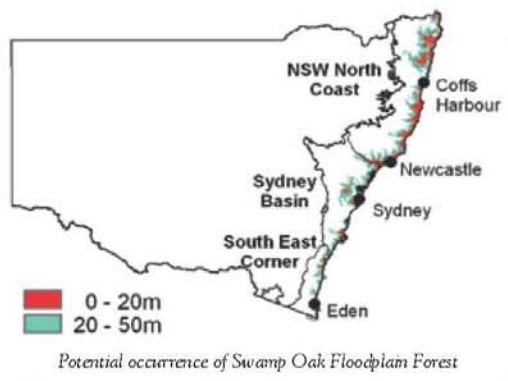 NSW North
Coast
Coffs
Harbour
Newcastle
Sydney
Basin
Sydney
South East
Corner
Eden
0 - 20m
20 - 50m
Potential occurrence of Swamp Oak Floodplain Forest